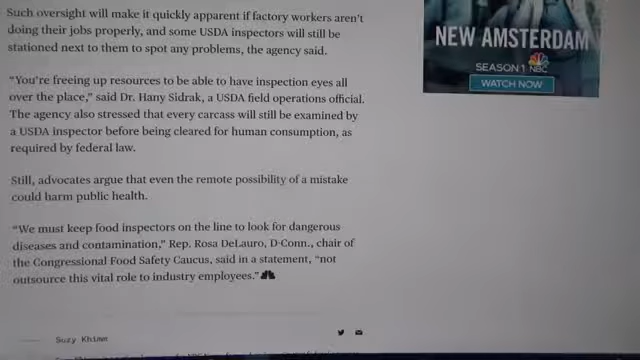 Such oversight will make it quickly apparent if factory workers aren't
doing their jobs properly, and some USDA inspectors will still be
stationed next to them to spot any problems, the agency said.
"You're freeing up resources to be able to have inspection eyes all
over the place," said Dr. Hany Sidrak, a USDA field operations official.
The agency also stressed that every carcass will still be examined by
a USDA inspector before being cleared for human consumption, as
required by federal law.
Still, advocates argue that even the remote possibility of a mistake
could harm public health.
"We must keep food inspectors on the line to look for dangerous
diseases and contamination," Rep. Rosa DeLauro, D-Conn., chair of
the Congressional Food Safety Caucus, said in a statement, "not
outsource this vital role to industry employees."
Suzy Khimm
NEW AMSTERDAM
SEASON 1 NBC
WATCH NOW